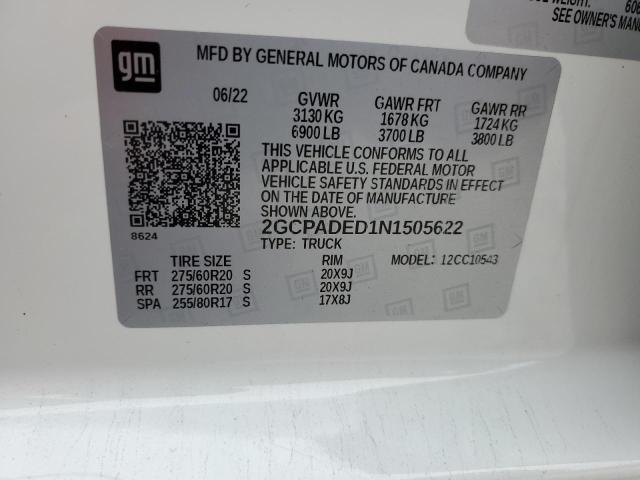 060
SEE OWNER'S MANU
gm
MFD BY GENERAL MOTORS OF CANADA COMPANY
06/22 GVWR GAWR FRT GAWR RR
3130 KG 1678 KG 1724 KG
6900 LB 3700 LB 3800 LB
THIS VEHICLE CONFORMS TO ALL
APPLICABLE U.S. FEDERAL MOTOR
VEHICLE SAFETY STANDARDS IN EFFECT
ON THE DATE OF MANUFACTURE
SHOWN ABOVE.
8624 2GCPADED1N1505622
TYPE: TRUCK
TIRE SIZE RIM MODEL: 12CC10543
FRT 275/60R20 S 20X9J
RR 275/60R20 S 20X9J
SPA 255/80R17 S 17X8J